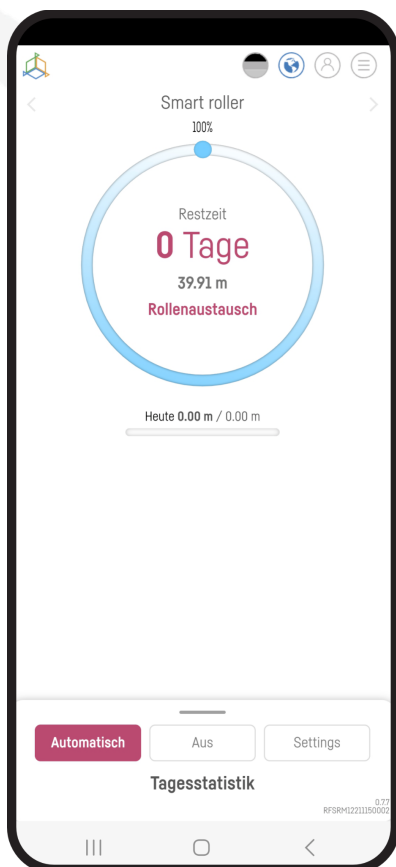 Smart roller
100%
Restzeit
0 Tage
39.91 m
Rollenaustausch
Heute 0.00 m / 0.00 m
Automatisch
Aus
Settings
Tagesstatistik
0.7.7
RFSRM12211150002